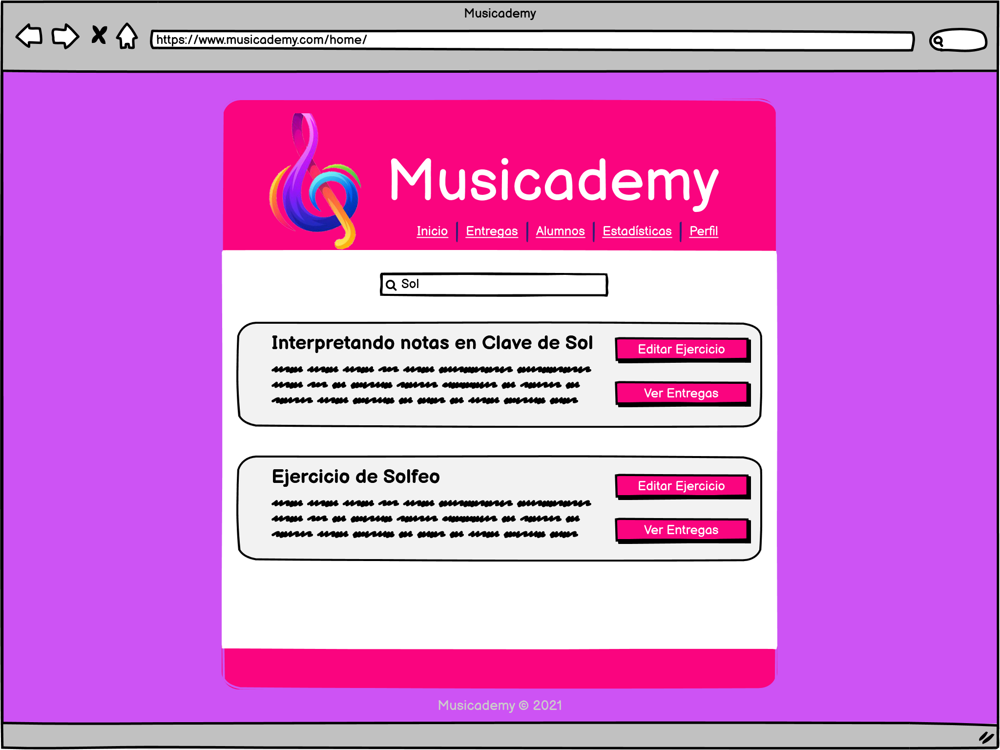 Musicademy
https://www.musicademy.com/home/
Musicademy
Inicio Entregas Alumnos Estadísticas Perfil
Sol
Interpretando notas en Clave de Sol
Editar Ejercicio
Ver Entregas
Ejercicio de Solfeo
Editar Ejercicio
Ver Entregas
Musicademy © 2021